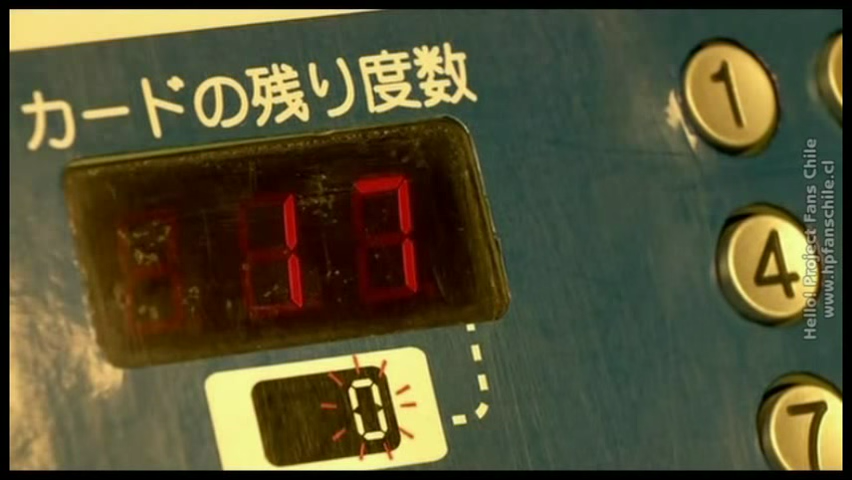 カードの残り度数
17
0
1
4
7
Hello! Project Fans Chile
www.hpfanschile.cl